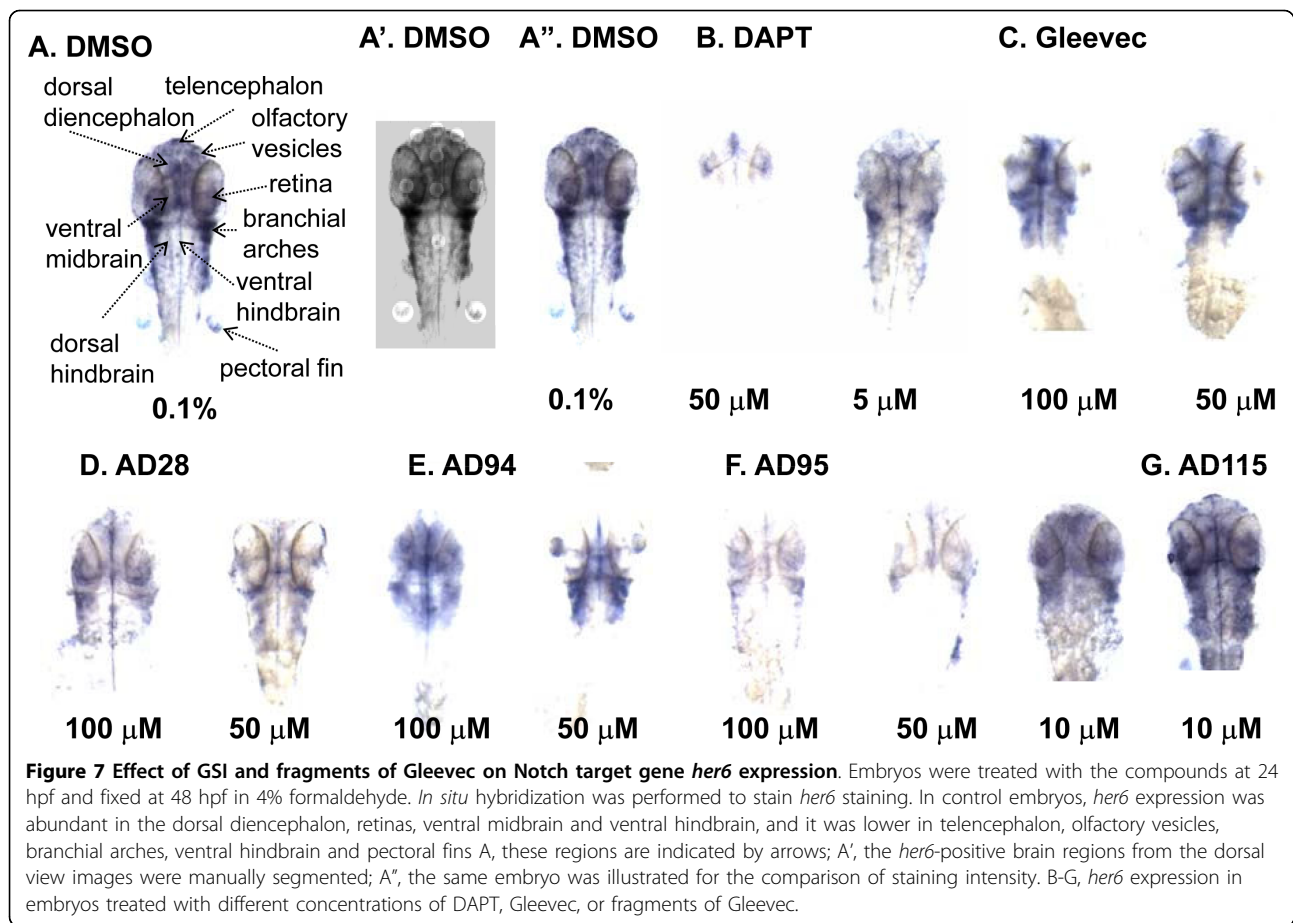 A. DMSO
A'. DMSO
A''. DMSO
B. DAPT
C. Gleevec
dorsal
diencephalon
telencephalon
olfactory
vesicles
retina
ventral
midbrain
branchial
arches
ventral
hindbrain
dorsal
hindbrain
pectoral fin
0.1%
0.1%
50 μM
5 μM
100 μM
50 μM
D. AD28
E. AD94
F. AD95
G. AD115
100 μM
50 μM
100 μM
50 μM
100 μM
50 μM
10 μM
10 μM
Figure 7 Effect of GSI and fragments of Gleevec on Notch target gene her6 expression. Embryos were treated with the compounds at 24
hpf and fixed at 48 hpf in 4% formaldehyde. In situ hybridization was performed to stain her6 staining. In control embryos, her6 expression was
abundant in the dorsal diencephalon, retinas, ventral midbrain and ventral hindbrain, and it was lower in telencephalon, olfactory vesicles,
branchial arches, ventral hindbrain and pectoral fins A, these regions are indicated by arrows; A', the her6-positive brain regions from the dorsal
view images were manually segmented; A'', the same embryo was illustrated for the comparison of staining intensity. B-G, her6 expression in
embryos treated with different concentrations of DAPT, Gleevec, or fragments of Gleevec.